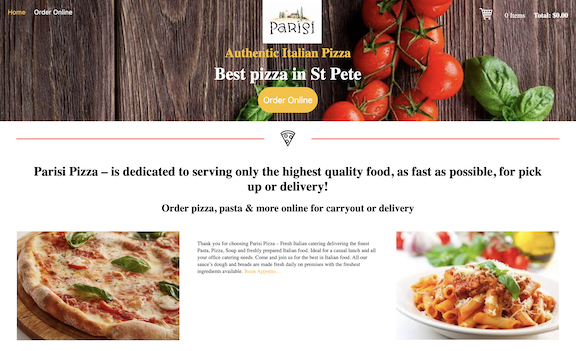 Home Order Online
PARISI
0 Items Total: $0.00
Authentic Italian Pizza
Best pizza in St Pete
Order Online
Parisi Pizza – is dedicated to serving only the highest quality food, as fast as possible, for pick
up or delivery!
Order pizza, pasta & more online for carryout or delivery
Thank you for choosing Parisi Pizza – Fresh Italian catering delivering the finest
Pasta, Pizza, Soup and freshly prepared Italian food. Ideal for a casual lunch and all
your office catering needs. Come and join us for the best in Italian food. All our
sauce’s dough and breads are made fresh daily on premises with the freshest
ingredients available. Buon Appetito...